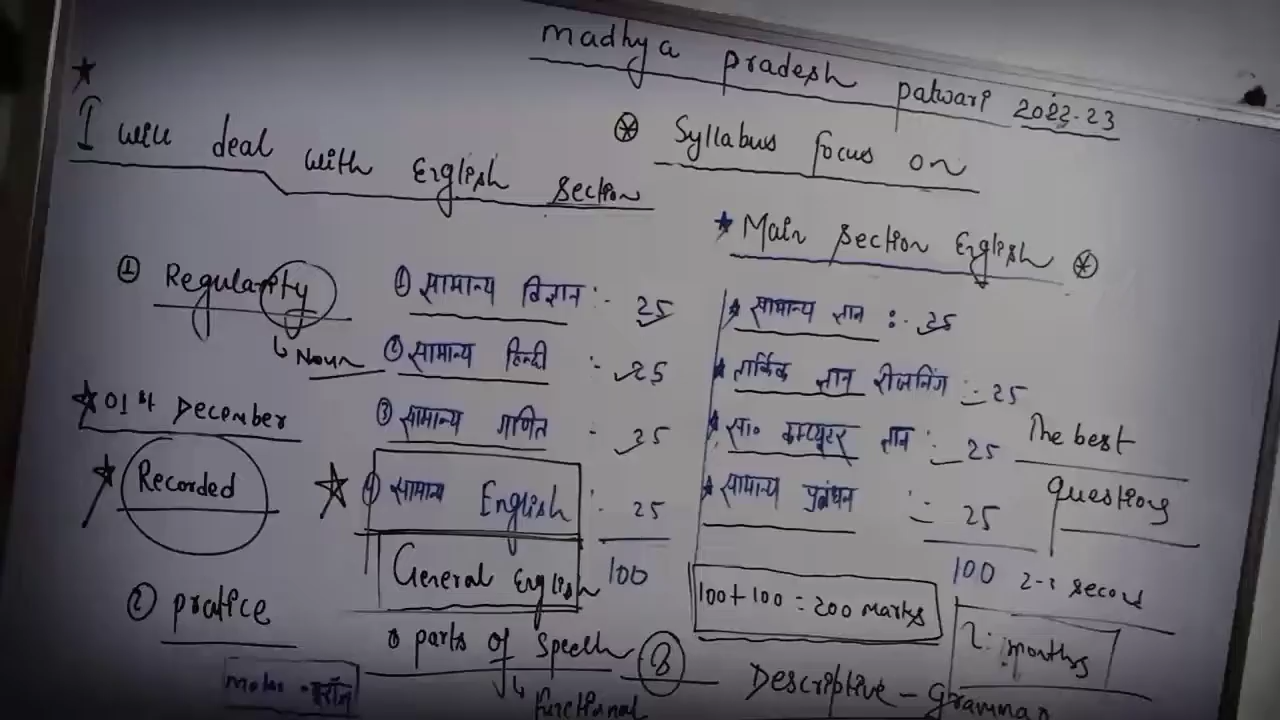 madhya pradesh patwari 2022-23
I will deal with English section
Syllabus focus on
Main section English
① Regularity
Noun
01st December
Recorded
② pratice
① सामान्य विज्ञान :- 25
② सामान्य हिन्दी :- 25
③ सामान्य गणित :- 25
④ सामान्य English :- 25
General English 100
सामान्य ज्ञान :- 25
तार्किक ज्ञान रीजनिंग :- 25
सा० कम्प्यूटर ज्ञान :- 25
सामान्य प्रबंधन :- 25
100
100+100 = 200 marks
The best
questions
2-3 second
2: months
parts of speech 8
functional
Descriptive - grammar